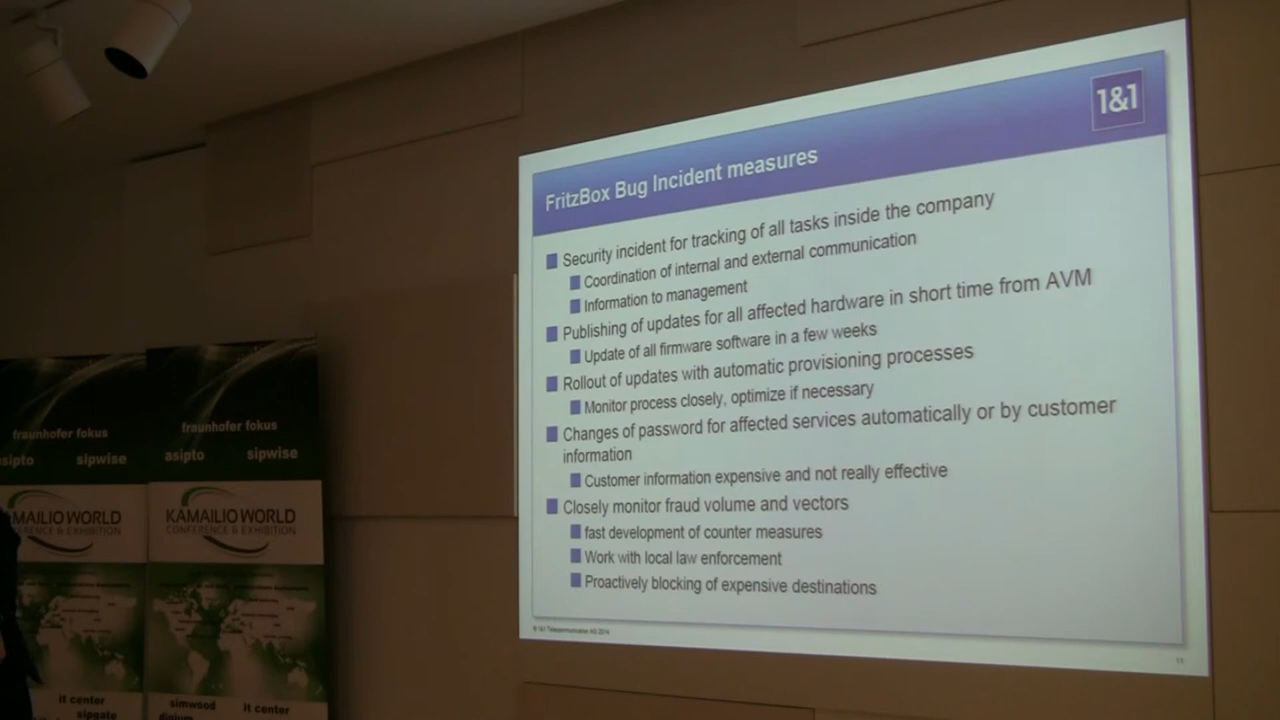 1&1
FritzBox Bug Incident measures
Security incident for tracking of all tasks inside the company
Coordination of internal and external communication
Information to management
Publishing of updates for all affected hardware in short time from AVM
Update of all firmware software in a few weeks
Rollout of updates with automatic provisioning processes
Monitor process closely, optimize if necessary
Changes of password for affected services automatically or by customer
information
Customer information expensive and not really effective
Closely monitor fraud volume and vectors
fast development of counter measures
Work with local law enforcement
Proactively blocking of expensive destinations
© 1&1 Telecommunication AG 2014
11
fraunhofer fokus
asipto sipwise
MAILIO WORLD
ERENCE & EXHIBITION
it center
sipgate
fraunhofer fokus
asipto sipwise
KAMAILIO WORLD
CONFERENCE & EXHIBITION
simwood it center
digium